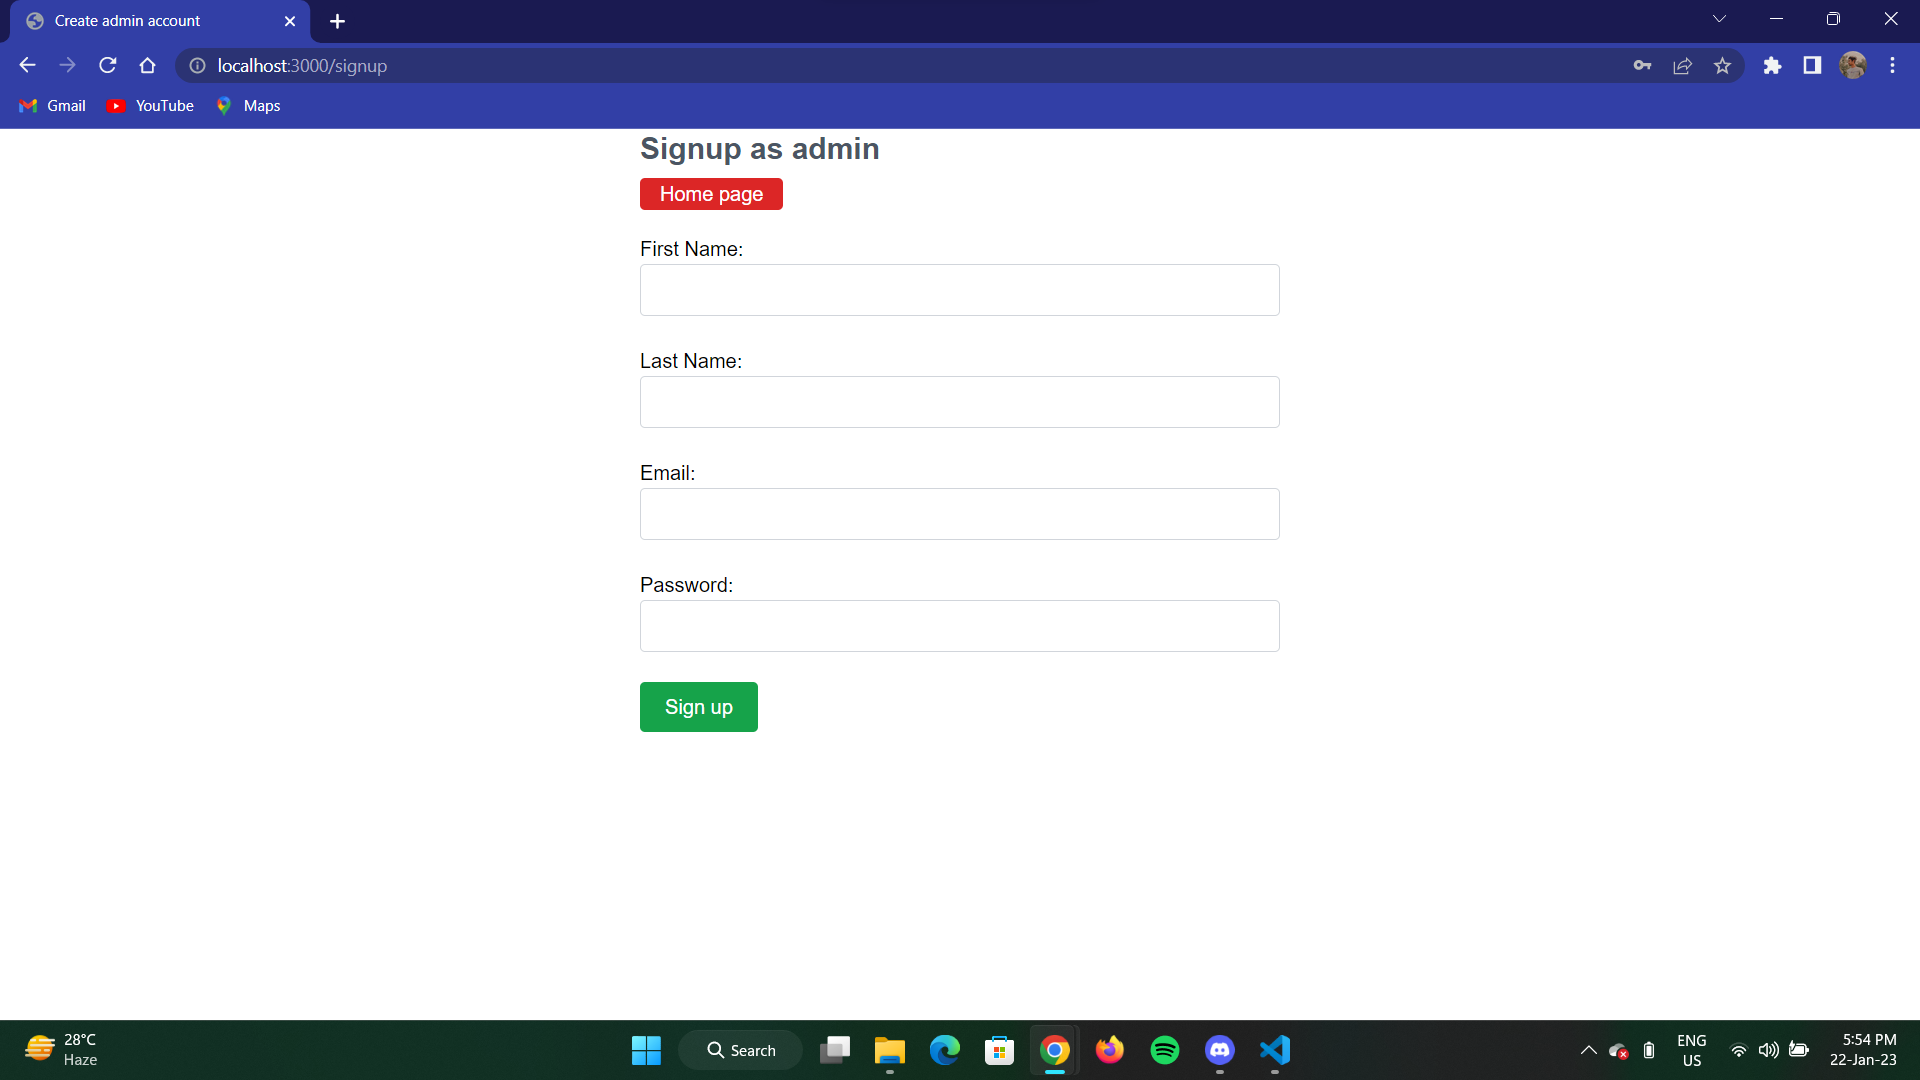 Create admin account
localhost:3000/signup
Gmail YouTube Maps
Signup as admin
Home page
First Name:
Last Name:
Email:
Password:
Sign up
28°C
Haze
Search
ENG
US
5:54 PM
22-Jan-23